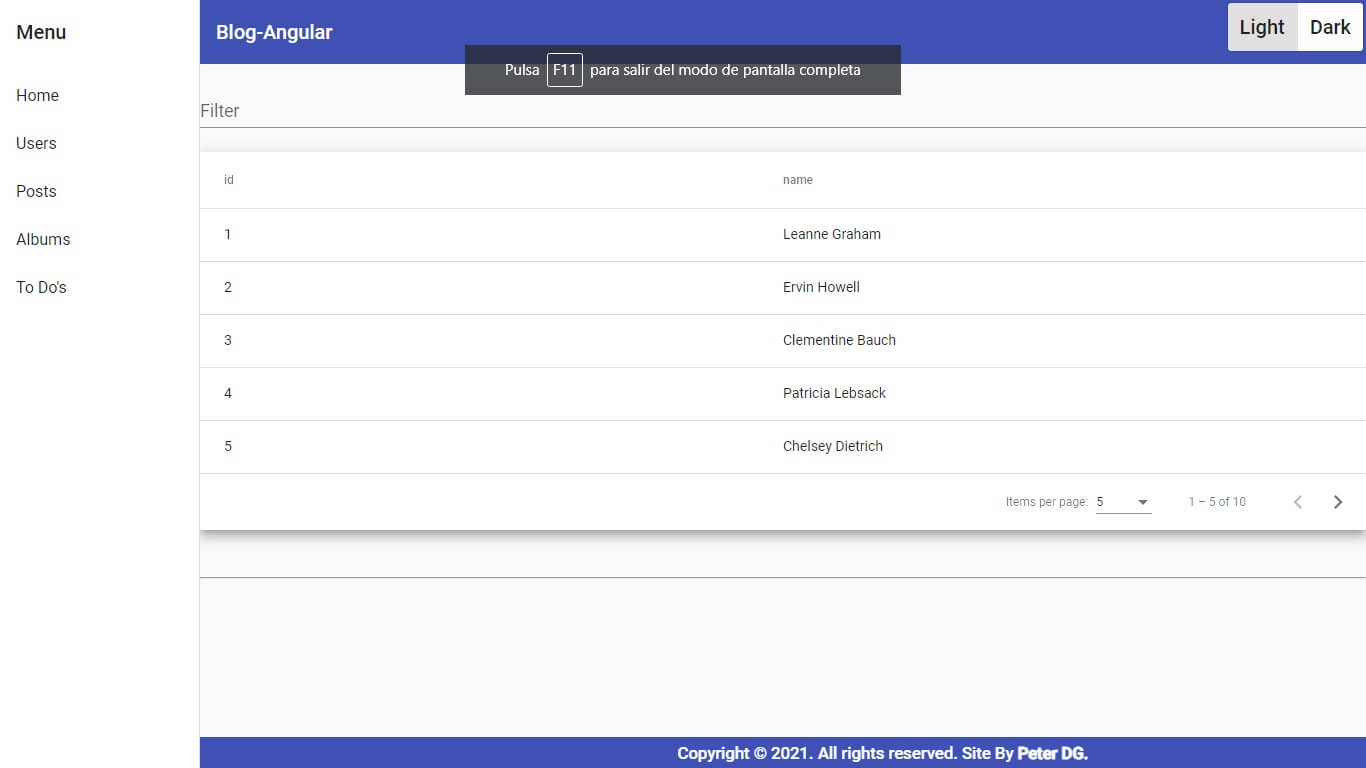 Menu
Home
Users
Posts
Albums
To Do's
Blog-Angular
Light Dark
Pulsa F11 para salir del modo de pantalla completa
Filter
id name
1 Leanne Graham
2 Ervin Howell
3 Clementine Bauch
4 Patricia Lebsack
5 Chelsey Dietrich
Items per page: 5 1 – 5 of 10
Copyright © 2021. All rights reserved. Site By Peter DG.